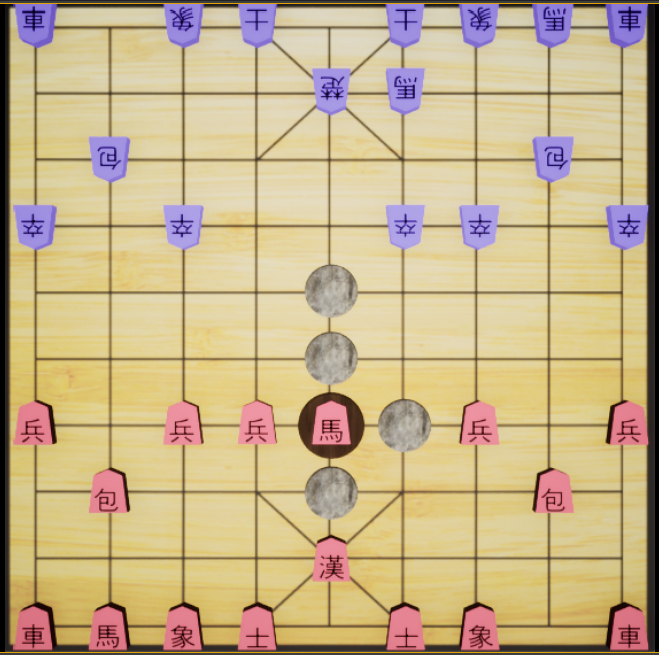 車 象 士 士 象 馬 車
楚 馬
包 包
卒 卒 卒 卒 卒
兵 兵 兵 馬 兵 兵
包 包
漢
車 馬 象 士 士 象 車